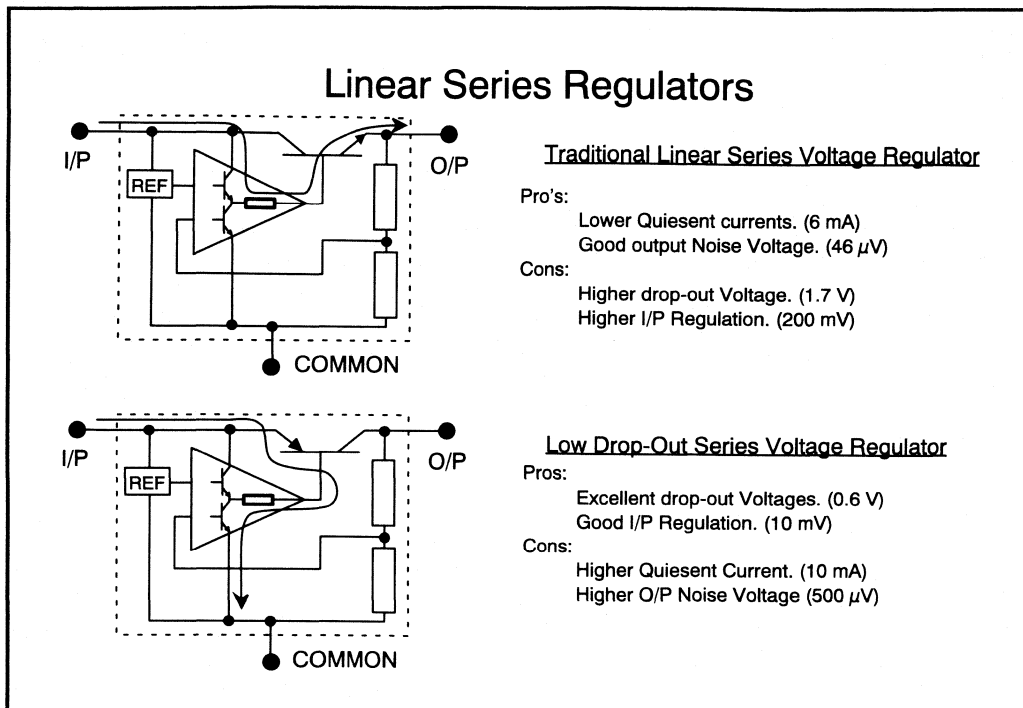 Linear Series Regulators
I/P
REF
O/P
COMMON
Traditional Linear Series Voltage Regulator
Pro's:
Lower Quiesent currents. (6 mA)
Good output Noise Voltage. (46 μV)
Cons:
Higher drop-out Voltage. (1.7 V)
Higher I/P Regulation. (200 mV)
I/P
REF
O/P
COMMON
Low Drop-Out Series Voltage Regulator
Pros:
Excellent drop-out Voltages. (0.6 V)
Good I/P Regulation. (10 mV)
Cons:
Higher Quiesent Current. (10 mA)
Higher O/P Noise Voltage (500 μV)